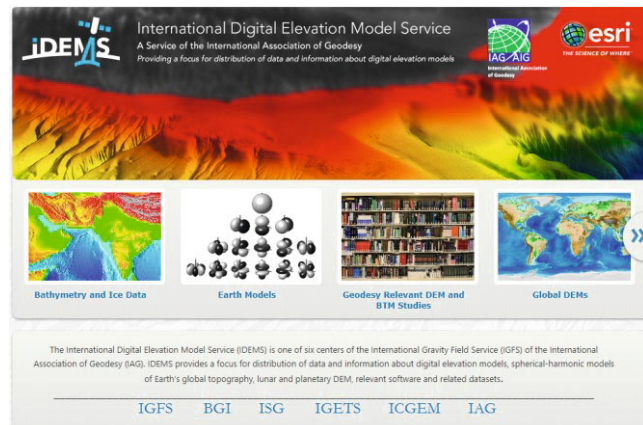 iDEMS
International Digital Elevation Model Service
A Service of the International Association of Geodesy
Providing a focus for distribution of data and information about digital elevation models
IAG/AIG
International Association
of Geodesy
esri
THE SCIENCE OF WHERE™
Bathymetry and Ice Data
Earth Models
Geodesy Relevant DEM and
BTM Studies
Global DEMs
The International Digital Elevation Model Service (IDEMS) is one of six centers of the International Gravity Field Service (IGFS) of the International
Association of Geodesy (IAG). IDEMS provides a focus for distribution of data and information about digital elevation models, spherical-harmonic models
of Earth's global topography, lunar and planetary DEM, relevant software and related datasets.
IGFS BGI ISG IGETS ICGEM IAG